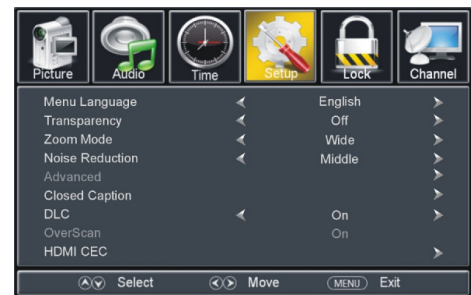 Picture Audio Time Setup Lock Channel
Menu Language English
Transparency Off
Zoom Mode Wide
Noise Reduction Middle
Advanced
Closed Caption
DLC On
OverScan On
HDMI CEC
Select Move MENU Exit